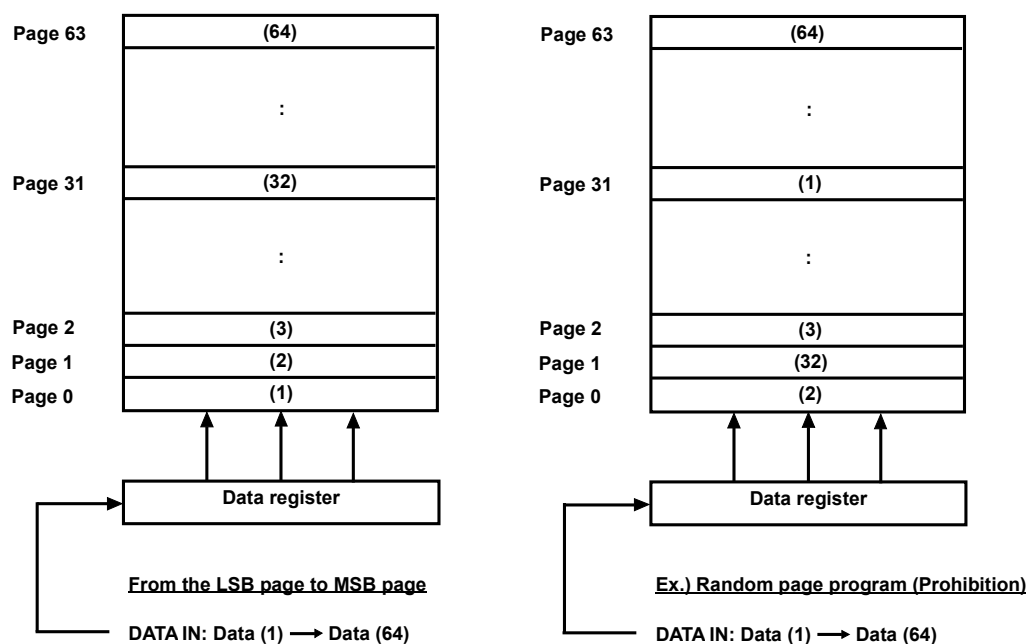 Page 63
(64)
:
Page 31
(32)
:
Page 2
(3)
Page 1
(2)
Page 0
(1)
Data register
From the LSB page to MSB page
DATA IN: Data (1) → Data (64)
Page 63
(64)
:
Page 31
(1)
:
Page 2
(3)
Page 1
(32)
Page 0
(2)
Data register
Ex.) Random page program (Prohibition)
DATA IN: Data (1) → Data (64)